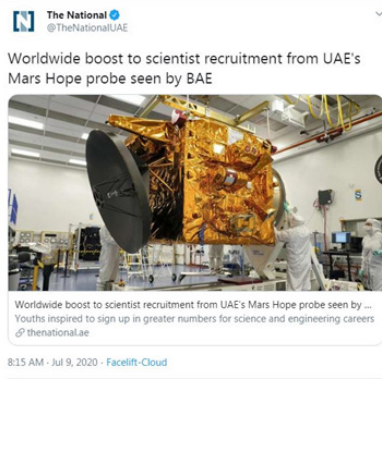 The National
@TheNationalUAE
Worldwide boost to scientist recruitment from UAE's
Mars Hope probe seen by BAE
Worldwide boost to scientist recruitment from UAE's Mars Hope probe seen by ...
Youths inspired to sign up in greater numbers for science and engineering careers
thenational.ae
8:15 AM · Jul 9, 2020 · Facelift-Cloud